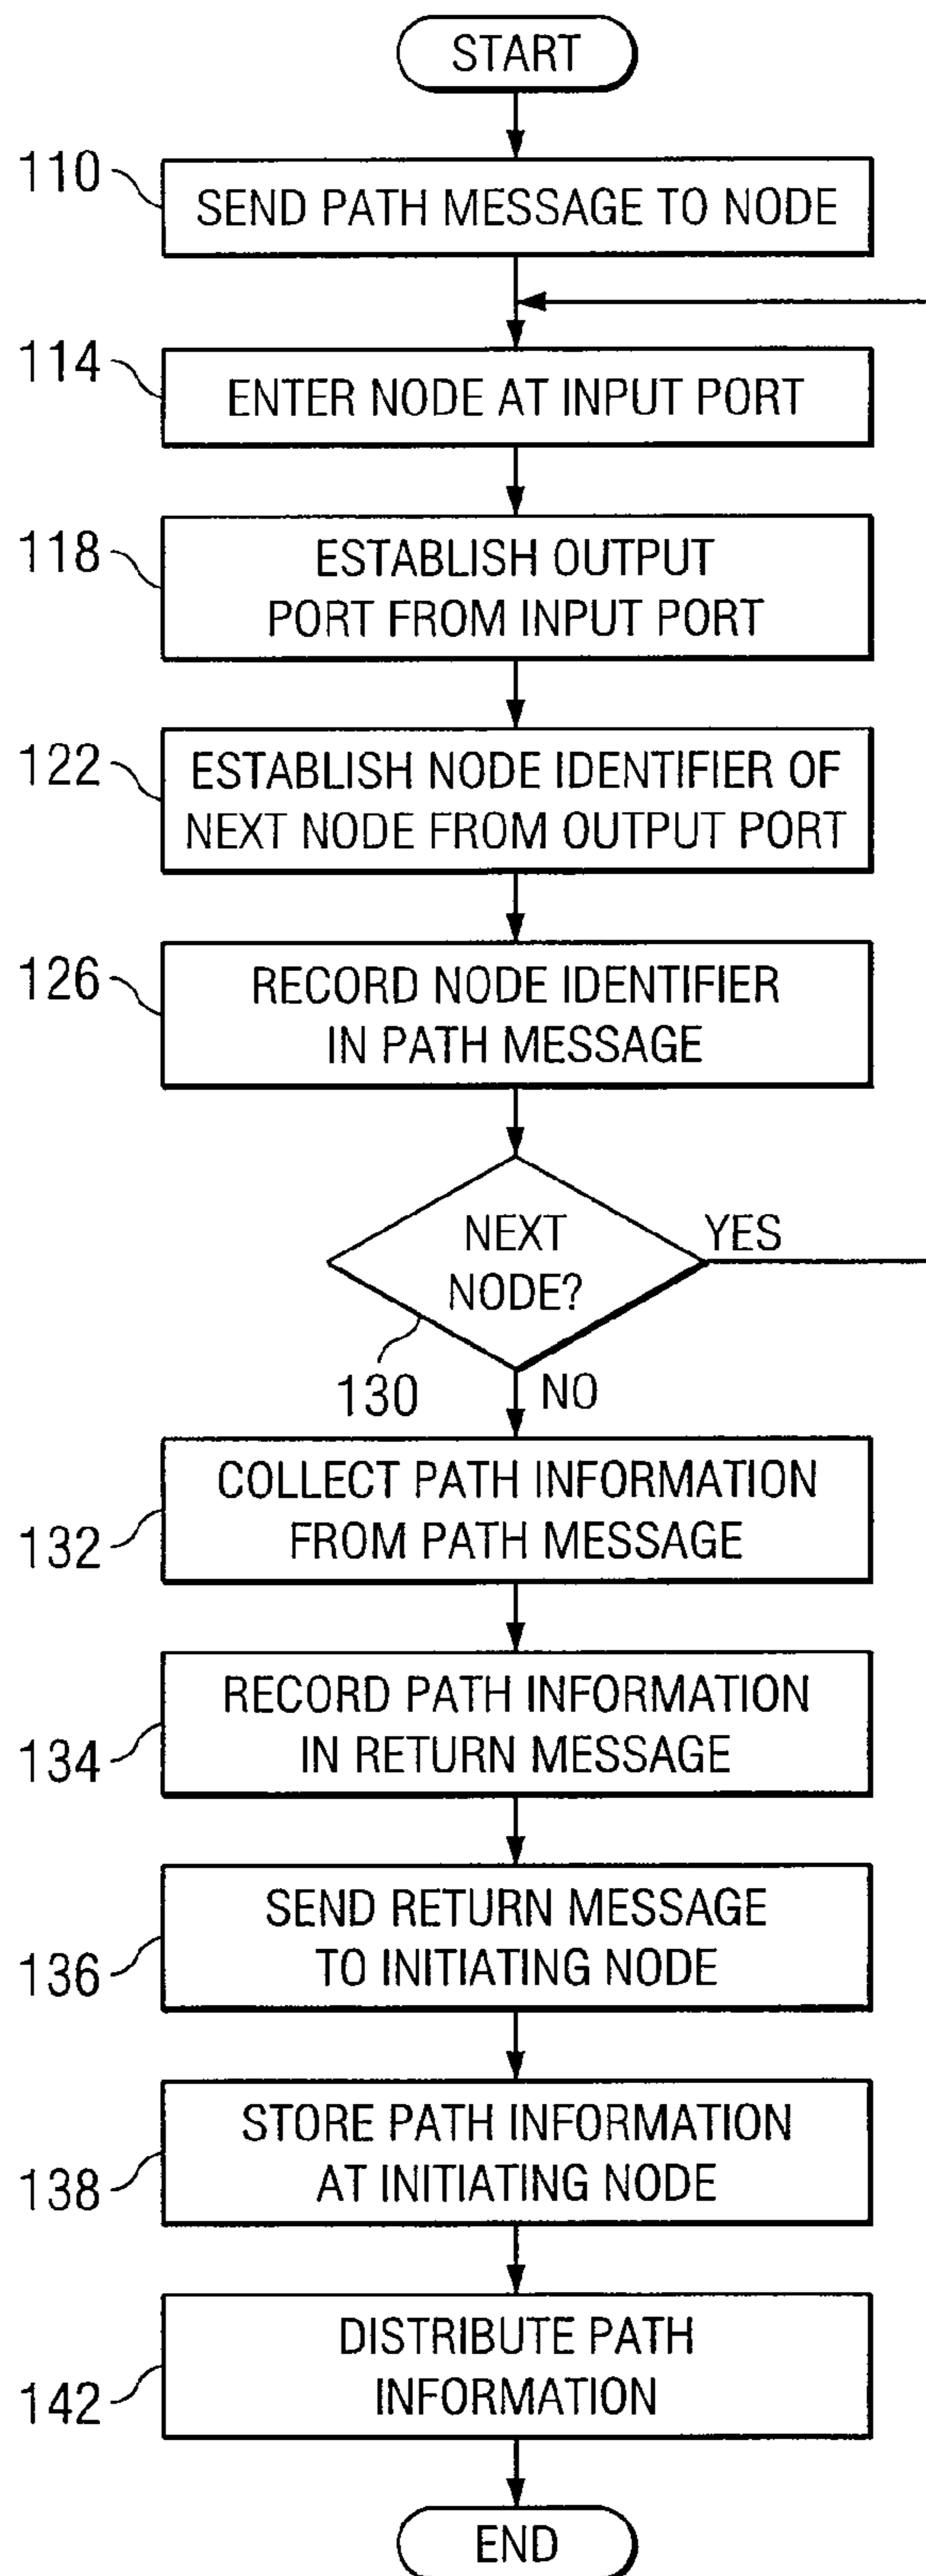 START
110
SEND PATH MESSAGE TO NODE
114
ENTER NODE AT INPUT PORT
118
ESTABLISH OUTPUT
PORT FROM INPUT PORT
122
ESTABLISH NODE IDENTIFIER OF
NEXT NODE FROM OUTPUT PORT
126
RECORD NODE IDENTIFIER
IN PATH MESSAGE
NEXT
NODE?
YES
130
NO
COLLECT PATH INFORMATION
FROM PATH MESSAGE
132
RECORD PATH INFORMATION
IN RETURN MESSAGE
134
SEND RETURN MESSAGE
TO INITIATING NODE
136
STORE PATH INFORMATION
AT INITIATING NODE
138
DISTRIBUTE PATH
INFORMATION
142
END